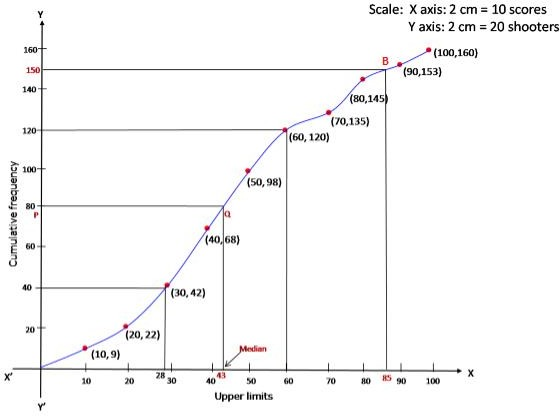 Scale: X axis: 2 cm = 10 scores
Y axis: 2 cm = 20 shooters
Y
160
(100,160)
B
150
(90,153)
140
(80,145)
(70,135)
120
(60, 120)
100
(50, 98)
80
P
Q
60
(40, 68)
40
(30, 42)
20
(20, 22)
(10, 9)
Median
Cumulative frequency
X'
X
10 20 28 30 40 43 50 60 70 80 85 90 100
Upper limits
Y'